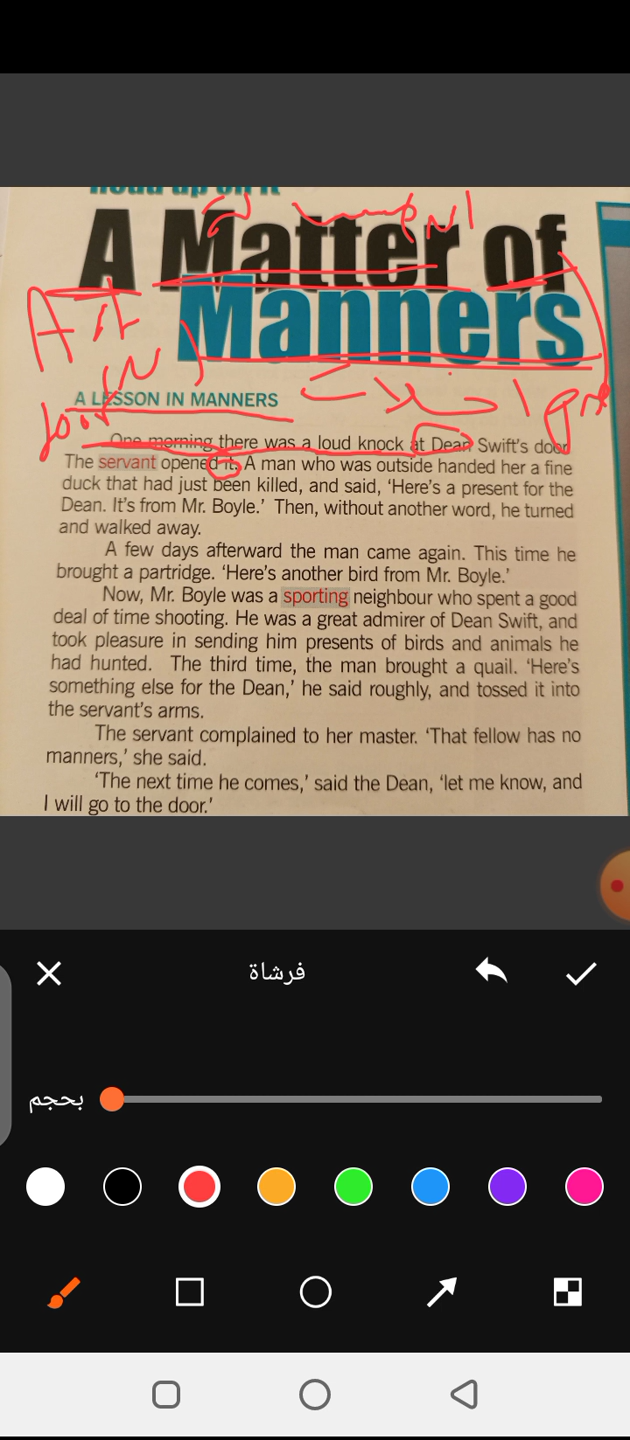 A Matter of
Manners
A LESSON IN MANNERS
One morning there was a loud knock at Dean Swift's door.
The servant opened it. A man who was outside handed her a fine
duck that had just been killed, and said, 'Here's a present for the
Dean. It's from Mr. Boyle.' Then, without another word, he turned
and walked away.
A few days afterward the man came again. This time he
brought a partridge. 'Here's another bird from Mr. Boyle.'
Now, Mr. Boyle was a sporting neighbour who spent a good
deal of time shooting. He was a great admirer of Dean Swift, and
took pleasure in sending him presents of birds and animals he
had hunted. The third time, the man brought a quail. 'Here's
something else for the Dean,' he said roughly, and tossed it into
the servant's arms.
The servant complained to her master. 'That fellow has no
manners,' she said.
'The next time he comes,' said the Dean, 'let me know, and
I will go to the door.'
فرشاة
بحجم